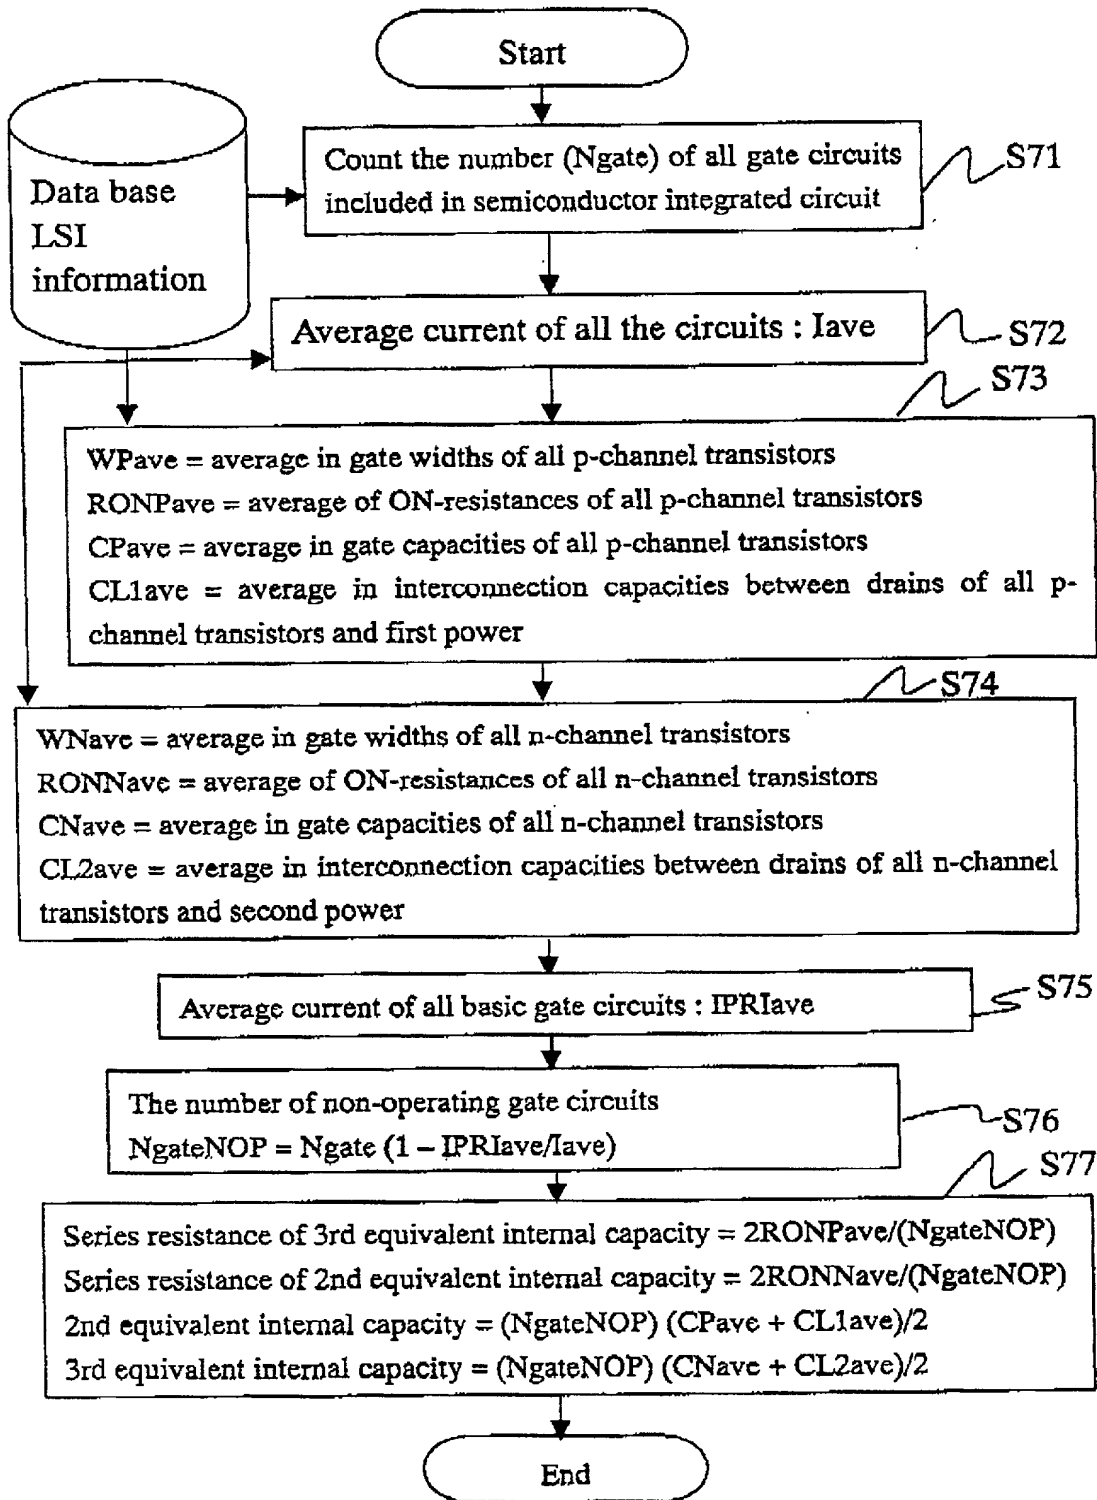 Start
Data base
LSI
information
Count the number (Ngate) of all gate circuits
included in semiconductor integrated circuit
S71
Average current of all the circuits : Iave
S72
S73
WPave = average in gate widths of all p-channel transistors
RONPave = average of ON-resistances of all p-channel transistors
CPave = average in gate capacities of all p-channel transistors
CL1ave = average in interconnection capacities between drains of all p-
channel transistors and first power
S74
WNave = average in gate widths of all n-channel transistors
RONNave = average of ON-resistances of all n-channel transistors
CNave = average in gate capacities of all n-channel transistors
CL2ave = average in interconnection capacities between drains of all n-channel
transistors and second power
Average current of all basic gate circuits : IPRIave
S75
The number of non-operating gate circuits
NgateNOP = Ngate (1 – IPRIave/Iave)
S76
S77
Series resistance of 3rd equivalent internal capacity = 2RONPave/(NgateNOP)
Series resistance of 2nd equivalent internal capacity = 2RONNave/(NgateNOP)
2nd equivalent internal capacity = (NgateNOP) (CPave + CL1ave)/2
3rd equivalent internal capacity = (NgateNOP) (CNave + CL2ave)/2
End